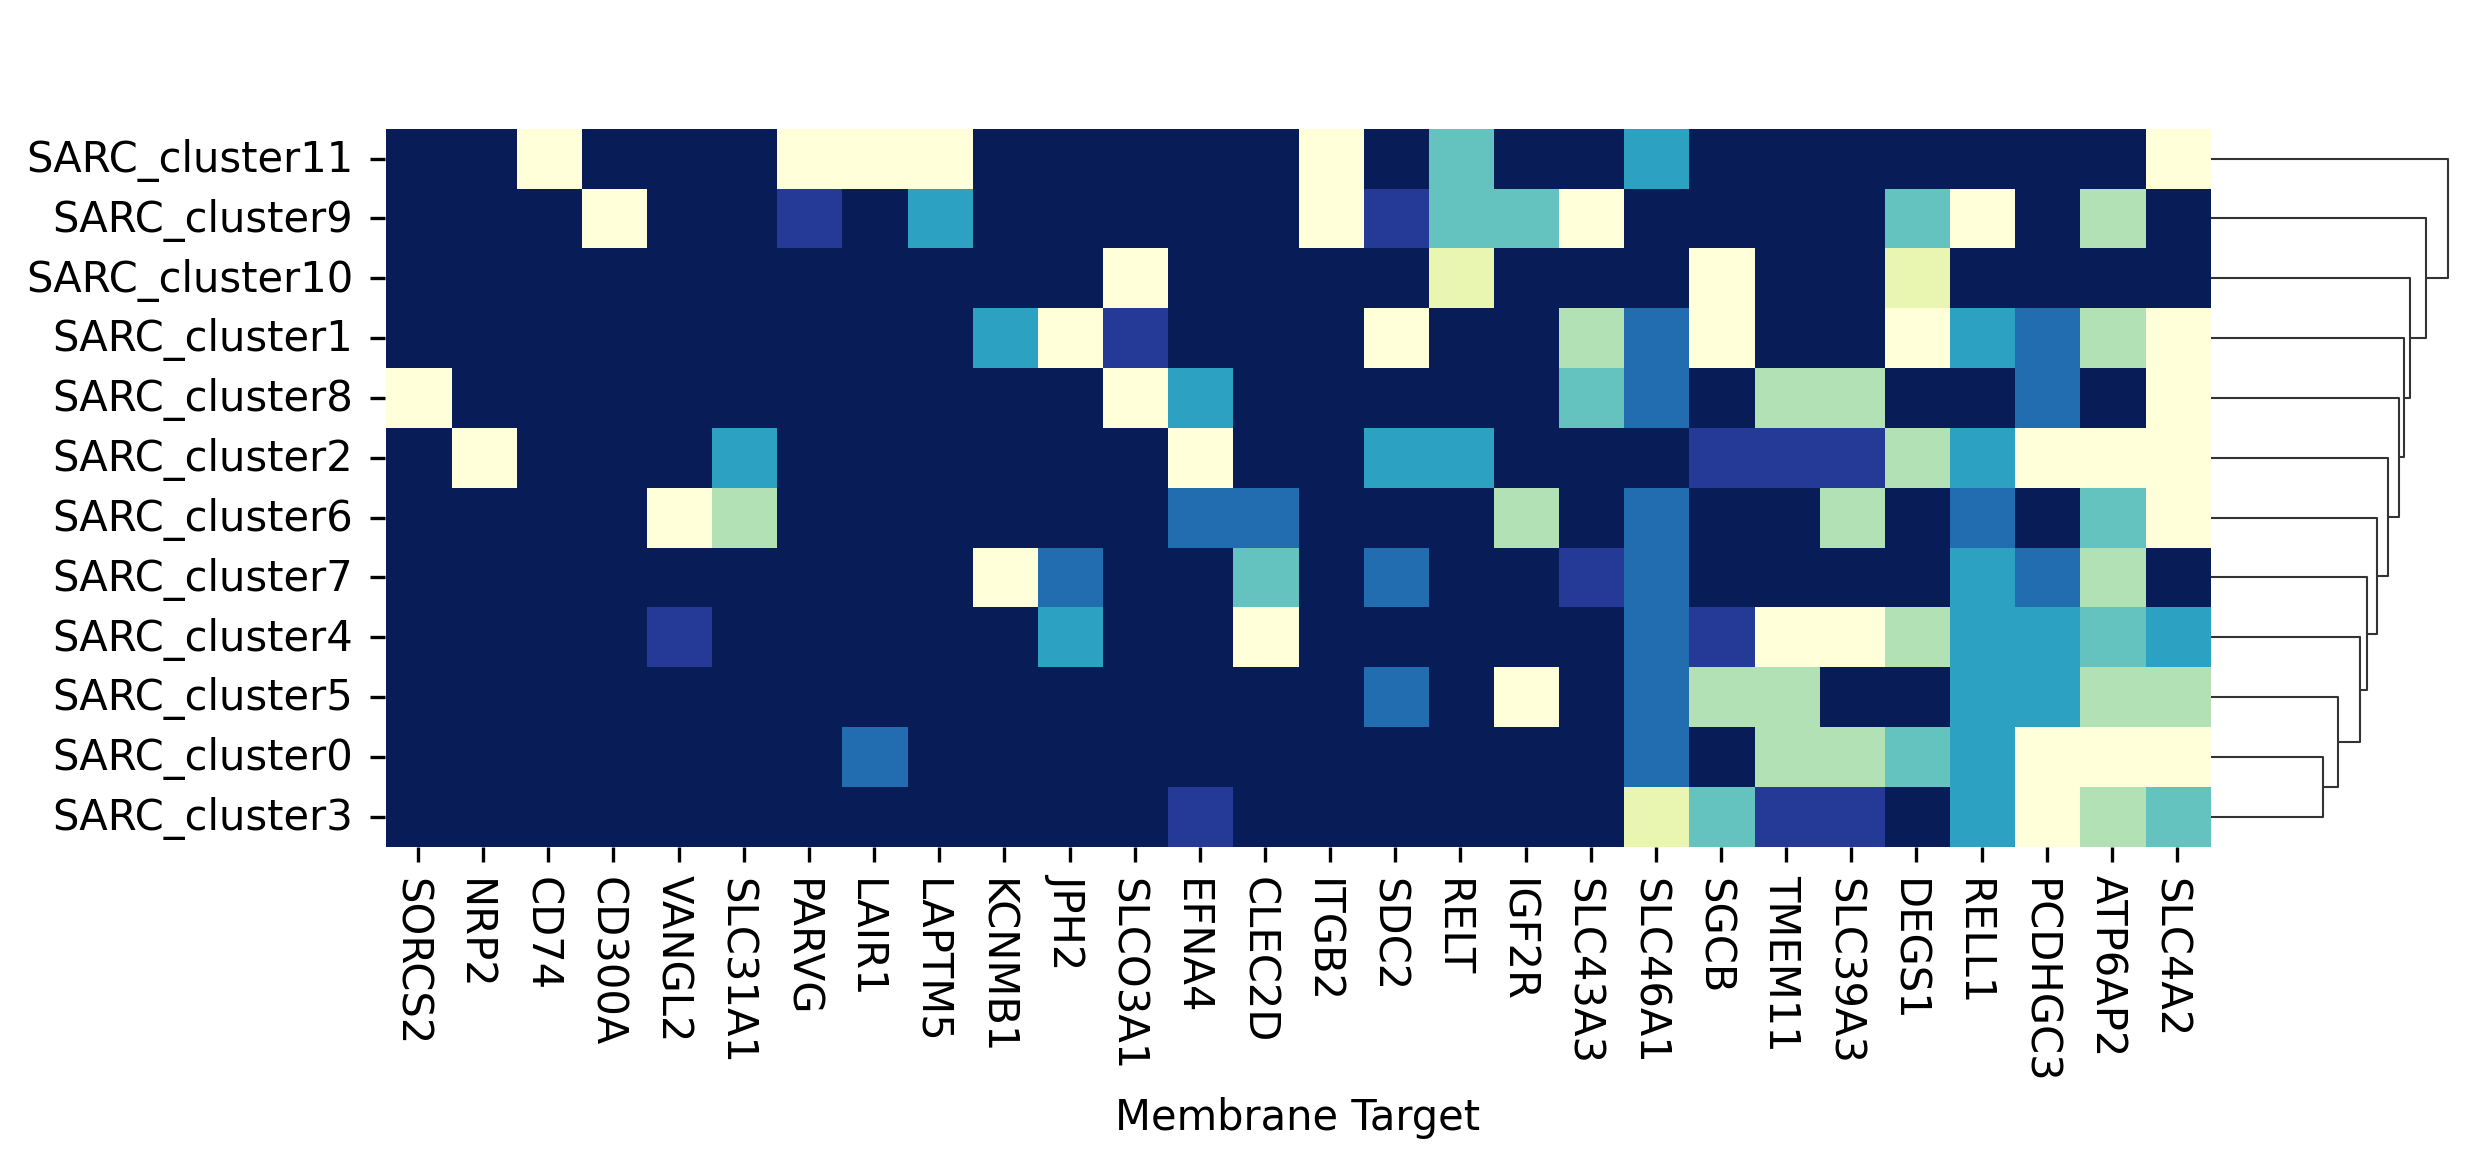 SARC_cluster11
SARC_cluster9
SARC_cluster10
SARC_cluster1
SARC_cluster8
SARC_cluster2
SARC_cluster6
SARC_cluster7
SARC_cluster4
SARC_cluster5
SARC_cluster0
SARC_cluster3
SORCS2
NRP2
CD74
CD300A
VANGL2
SLC31A1
PARVG
LAIR1
LAPTM5
KCNMB1
JPH2
SLCO3A1
EFNA4
CLEC2D
ITGB2
SDC2
RELT
IGF2R
SLC43A3
SLC46A1
SGCB
TMEM11
SLC39A3
DEGS1
RELL1
PCDHGC3
ATP6AP2
SLC4A2
Membrane Target